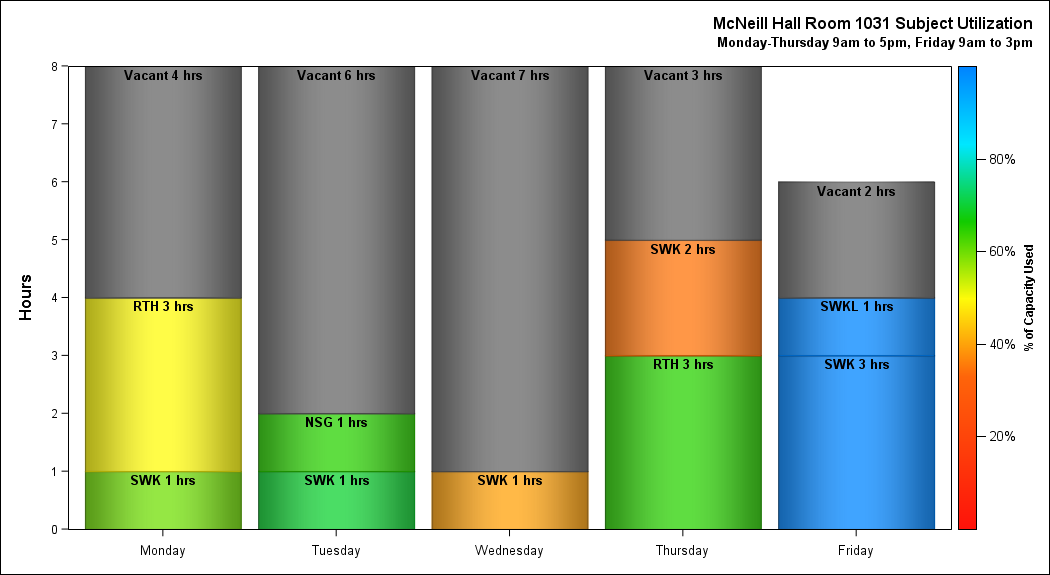 McNeill Hall Room 1031 Subject Utilization
Monday-Thursday 9am to 5pm, Friday 9am to 3pm
8
7
6
5
4
3
2
1
0
Hours
Vacant 4 hrs
RTH 3 hrs
SWK 1 hrs
Vacant 6 hrs
NSG 1 hrs
SWK 1 hrs
Vacant 7 hrs
SWK 1 hrs
Vacant 3 hrs
SWK 2 hrs
RTH 3 hrs
Vacant 2 hrs
SWKL 1 hrs
SWK 3 hrs
Monday
Tuesday
Wednesday
Thursday
Friday
80%
60%
40%
20%
% of Capacity Used